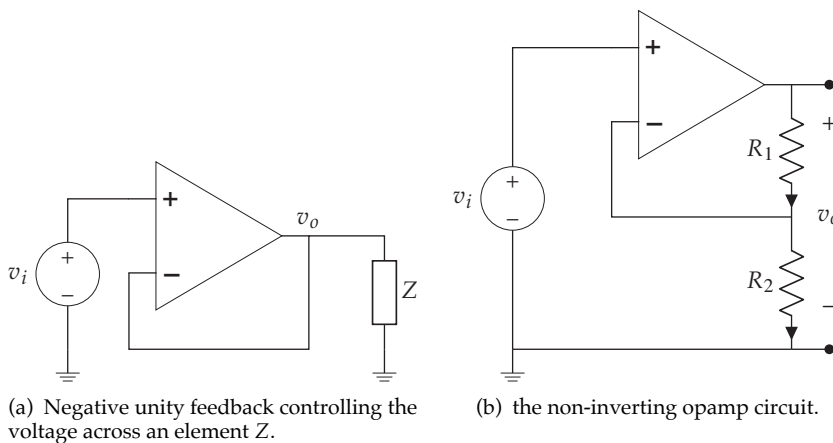 +
−
v_i
+
−
v_o
Z
+
−
v_i
+
−
R_1
R_2
+
v_o
−
(a) Negative unity feedback controlling the
voltage across an element Z.
(b) the non-inverting opamp circuit.